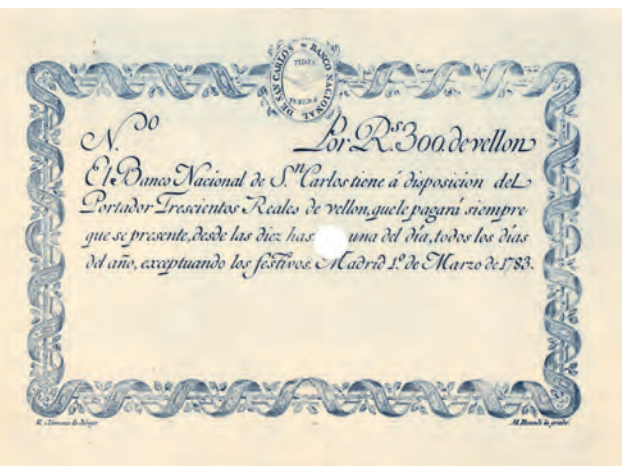 DE SAN CARLOS BANCO NACIONAL
FIDES
PUBLICA
N.º Por R.s 300. de vellon
El Banco Nacional de S.n Carlos tiene á disposicion del
Portador Trescientos Reales de vellon, que le pagará siempre
que se presente, desde las diez has una del día, todos los días
del año, exceptuando los festivos. Madrid 1.º de Marzo de 1783.